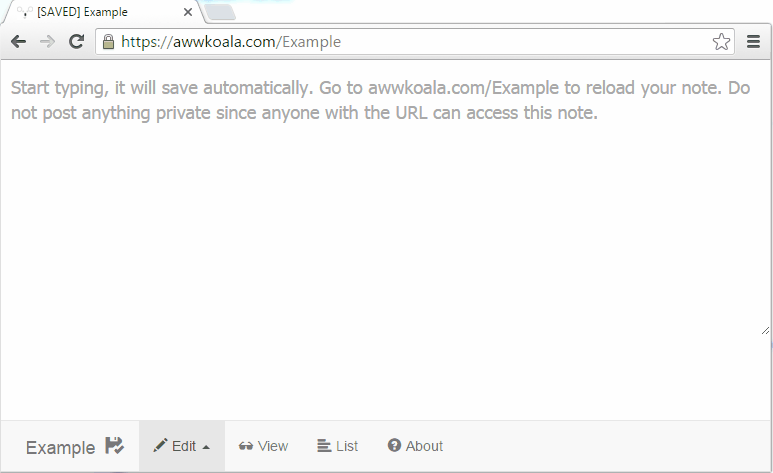 [SAVED] Example
https://awwkoala.com/Example
Start typing, it will save automatically. Go to awwkoala.com/Example to reload your note. Do
not post anything private since anyone with the URL can access this note.
Example Edit View List About